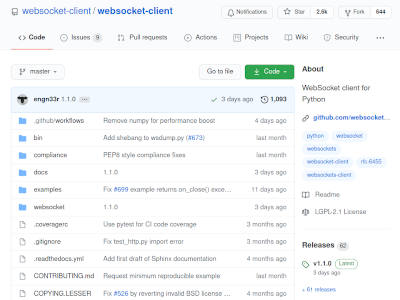 websocket-client / websocket-client
Notifications
Star 2.6k
Fork 644
Code
Issues 9
Pull requests
Actions
Projects
Wiki
Security
master
Go to file
Code
engn33r 1.1.0
3 days ago
1,093
.github/workflows Remove numpy for performance boost 4 days ago
bin Add shebang to wsdump.py (#673) last month
compliance PEP8 style compliance fixes last month
docs 1.1.0 3 days ago
examples Fix #699 example returns on_close() exce... 11 days ago
websocket 1.1.0 3 days ago
.coveragerc Use pytest for CI code coverage 3 months ago
.gitignore Fix test_http.py import error 3 months ago
.readthedocs.yml Add first draft of Sphinx documentation 4 months ago
CONTRIBUTING.md Request minimum reproducible example last month
COPYING.LESSER Fix #526 by reverting invalid BSD license ... 4 months ago
About
WebSocket client for
Python
.github.com/websocket...
python websocket
websockets
websocket-client rfc-6455
websockets-client
Readme
LGPL-2.1 License
Releases 62
v1.1.0 Latest
3 days ago
+ 61 releases